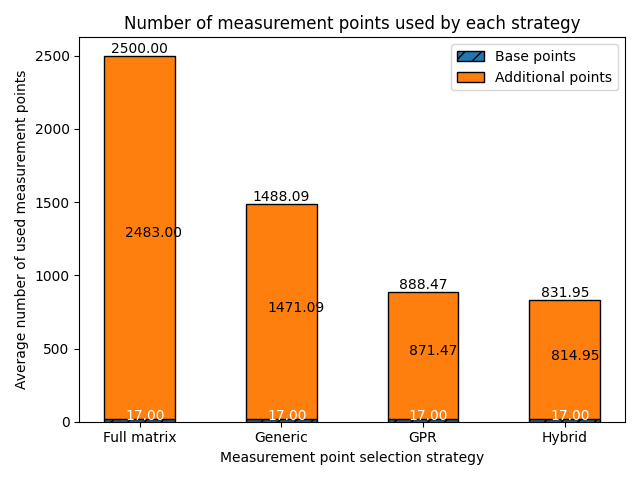 Number of measurement points used by each strategy
Average number of used measurement points
2500
2000
1500
1000
500
0
Base points
Additional points
2500.00
1488.09
888.47
831.95
2483.00
1471.09
871.47
814.95
17.00
17.00
17.00
17.00
Full matrix
Generic
GPR
Hybrid
Measurement point selection strategy